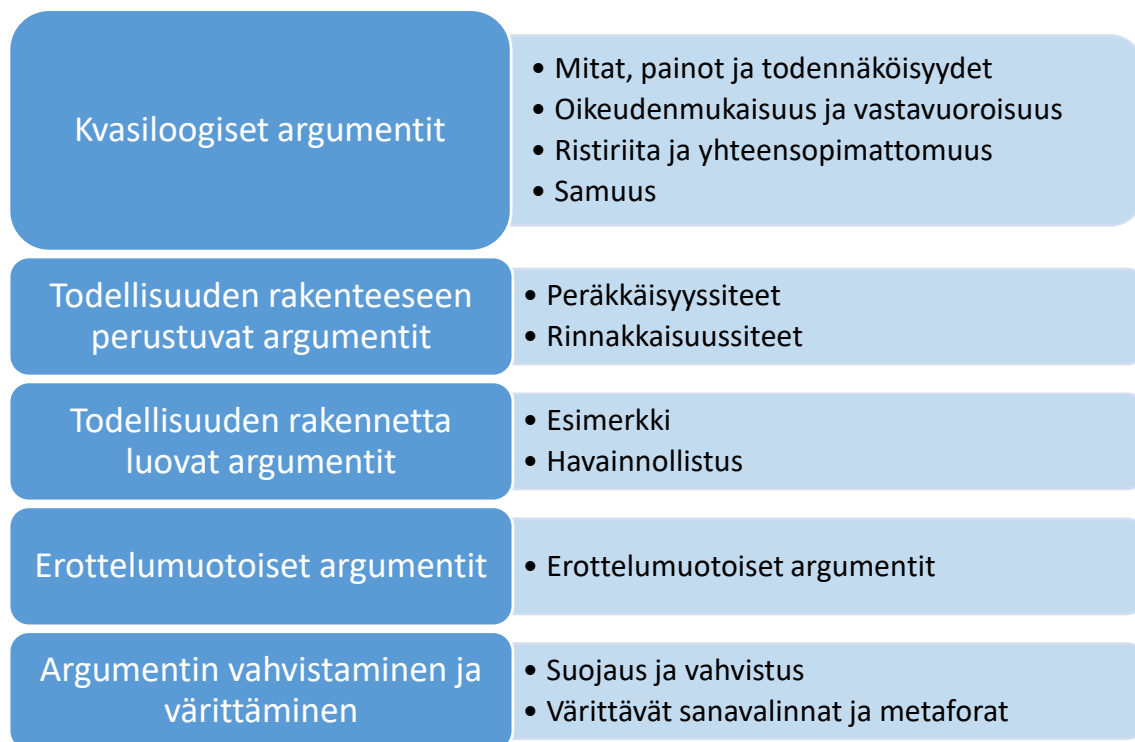 Kvasiloogiset argumentit
• Mitat, painot ja todennäköisyydet
• Oikeudenmukaisuus ja vastavuoroisuus
• Ristiriita ja yhteensopimattomuus
• Samuus
Todellisuuden rakenteeseen
perustuvat argumentit
• Peräkkäisyyssiteet
• Rinnakkaisuussiteet
Todellisuuden rakennetta
luovat argumentit
• Esimerkki
• Havainnollistus
Erottelumuotoiset argumentit
• Erottelumuotoiset argumentit
Argumentin vahvistaminen ja
värittäminen
• Suojaus ja vahvistus
• Värittävät sanavalinnat ja metaforat